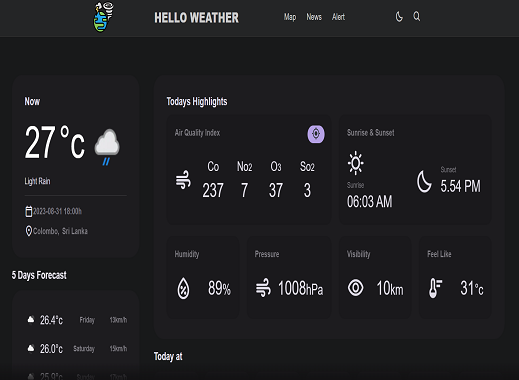 HELLO WEATHER
Map News Alert
Now
27°c
Light Rain
2023-08-31 18:00h
Colombo, Sri Lanka
5 Days Forecast
26.4°c Friday 13km/h
26.0°c Saturday 15km/h
25.9°c
Todays Highlights
Air Quality Index
Co No2 O3 So2
237 7 37 3
Sunrise & Sunset
Sunrise
06:03 AM
Sunset
5.54 PM
Humidity
89%
Pressure
1008hPa
Visibility
10km
Feel Like
31°c
Today at